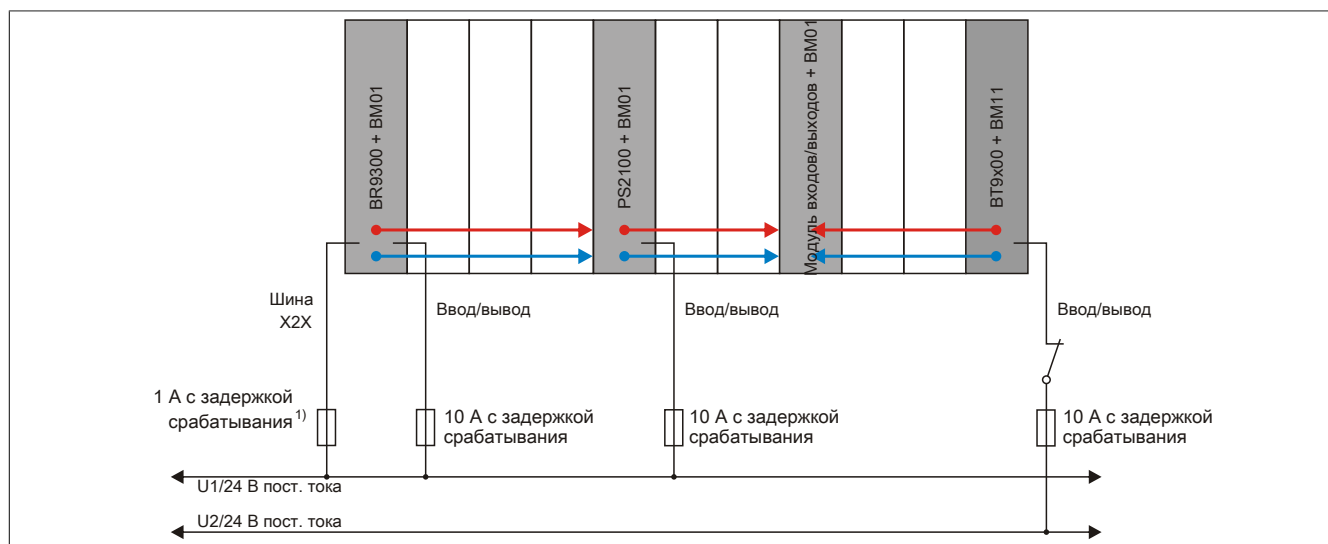 BR9300 + BM01
PS2100 + BM01
Модуль входов/выходов + BM01
BT9x00 + BM11
Шина
X2X
Ввод/вывод
Ввод/вывод
Ввод/вывод
1 А с задержкой
срабатывания 1)
10 А с задержкой
срабатывания
10 А с задержкой
срабатывания
10 А с задержкой
срабатывания
U1/24 В пост. тока
U2/24 В пост. тока